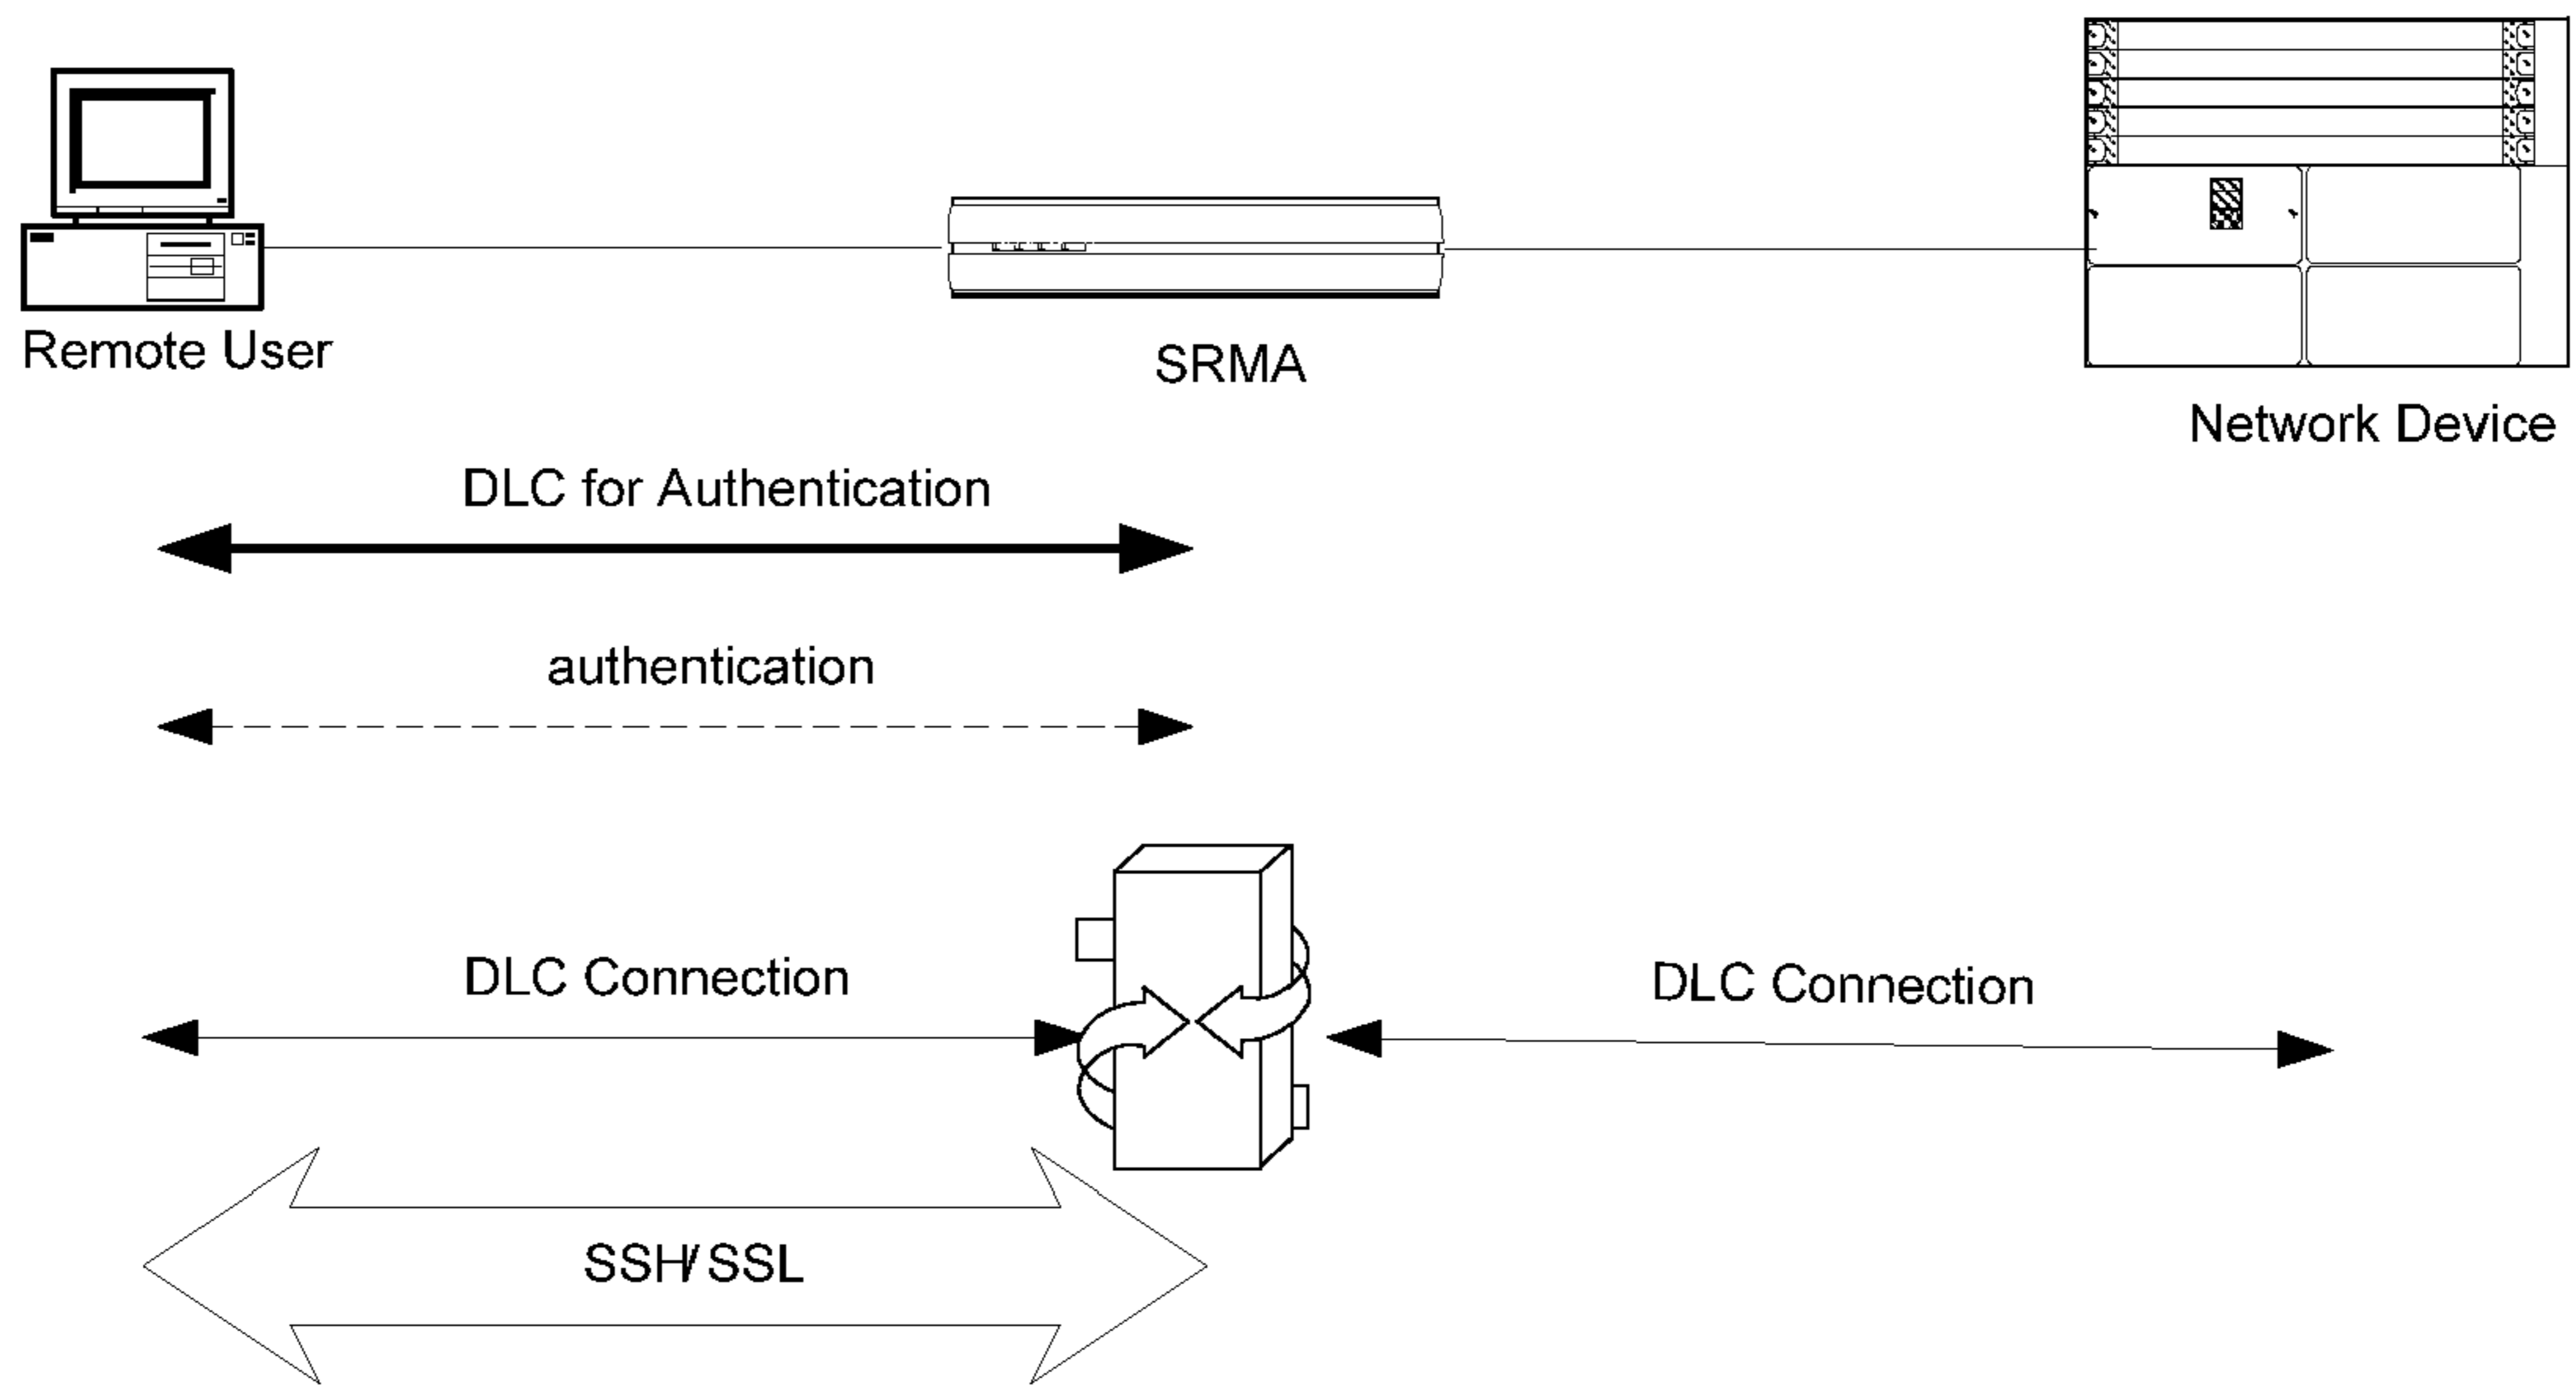 Remote User
SRMA
Network Device
DLC for Authentication
authentication
DLC Connection
DLC Connection
SSH/SSL